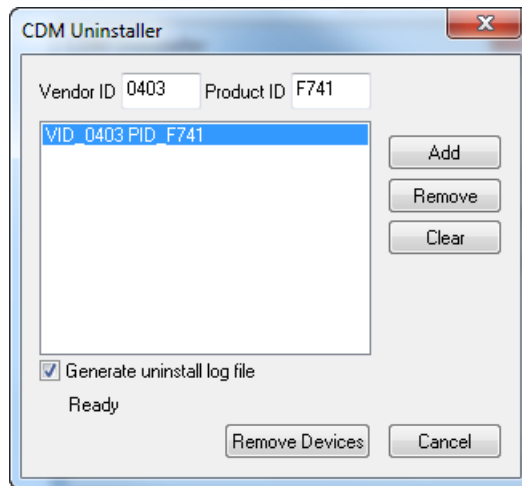 CDM Uninstaller
Vendor ID 0403 Product ID F741
VID_0403 PID_F741
Add
Remove
Clear
Generate uninstall log file
Ready
Remove Devices Cancel